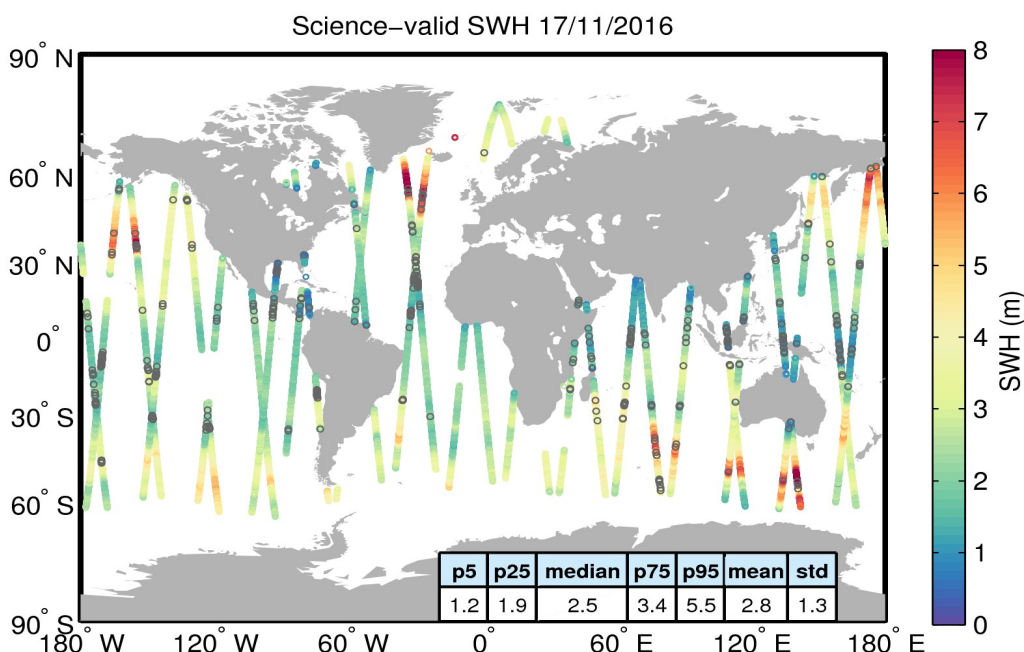 Science−valid SWH 17/11/2016
90° N
60° N
30° N
0°
30° S
60° S
90° S
180° W
120° W
60° W
0°
60° E
120° E
180° E
p5 p25 median p75 p95 mean std
1.2 1.9 2.5 3.4 5.5 2.8 1.3
8
7
6
5
4
3
2
1
0
SWH (m)